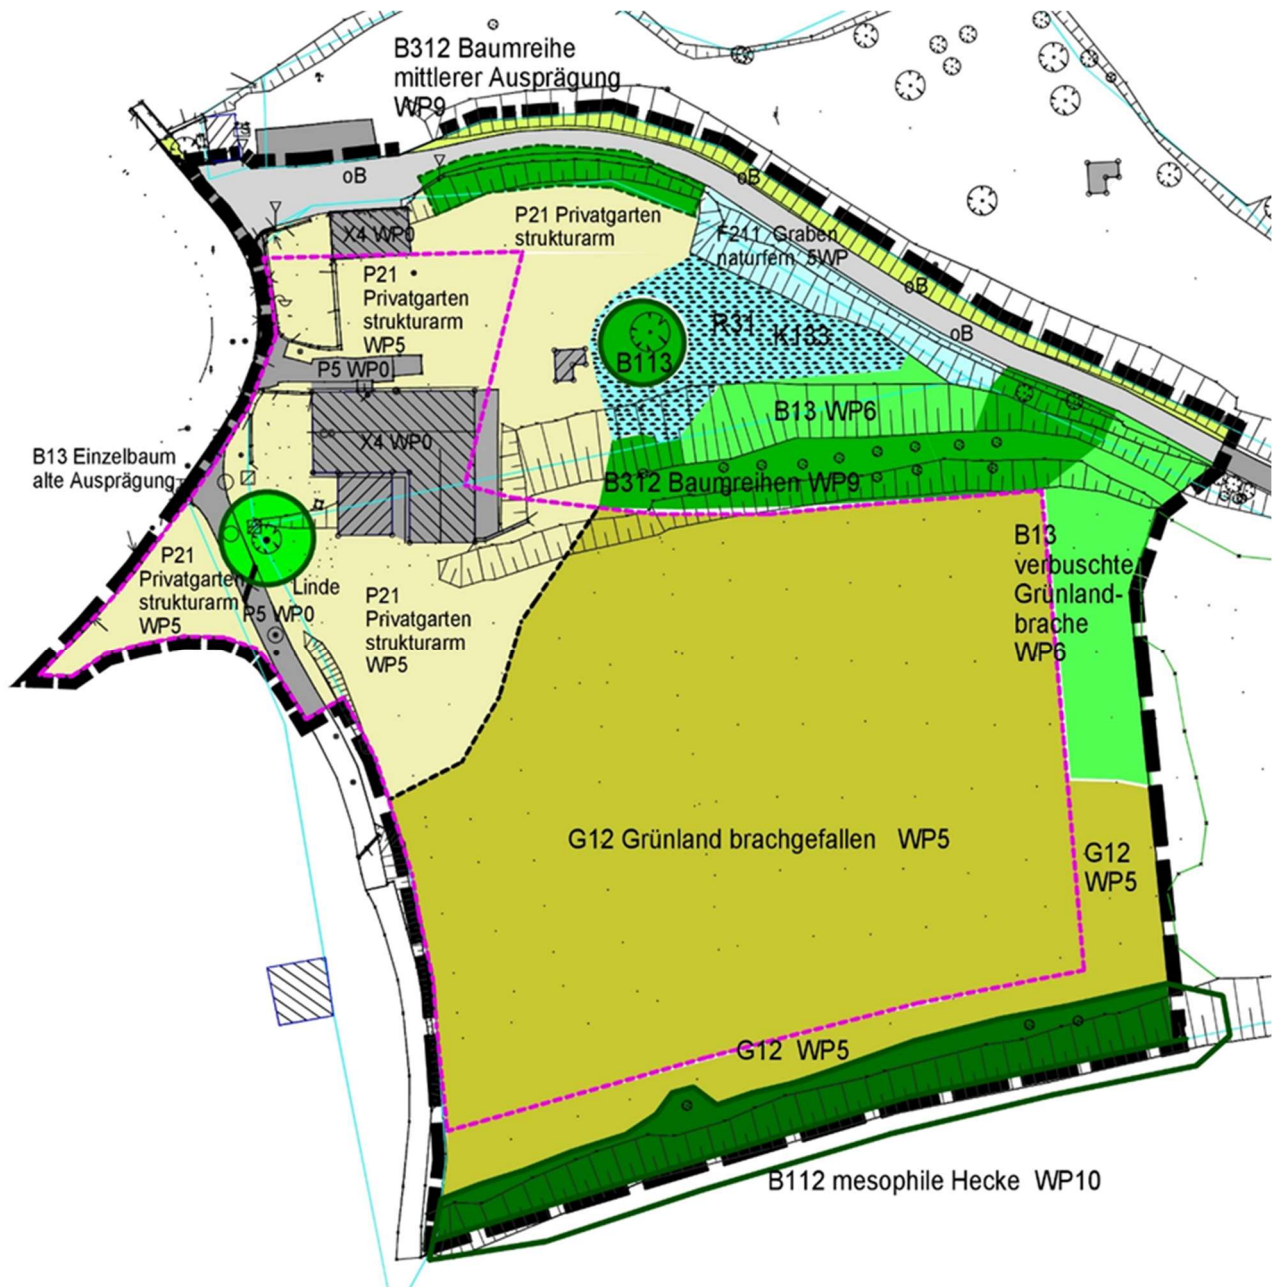 B312 Baumreihe
mittlerer Ausprägung
WP9
oB
oB
X4 WP0
P21 Privatgarten
strukturarm
F211 Graben
naturfern 5WP
P21
Privatgarten
strukturarm
WP5
oB
R31 K133
oB
P5 WP0
B113
B13 WP6
X4 WP0
B13 Einzelbaum
alte Ausprägung
B312 Baumreihen WP9
B13
verbuschte
Grünland-
brache
WP6
P21
Privatgarten
strukturarm
WP5
Linde
P5 WP0
P21
Privatgarten
strukturarm
WP5
G12 Grünland brachgefallen WP5
G12
WP5
G12 WP5
B112 mesophile Hecke WP10